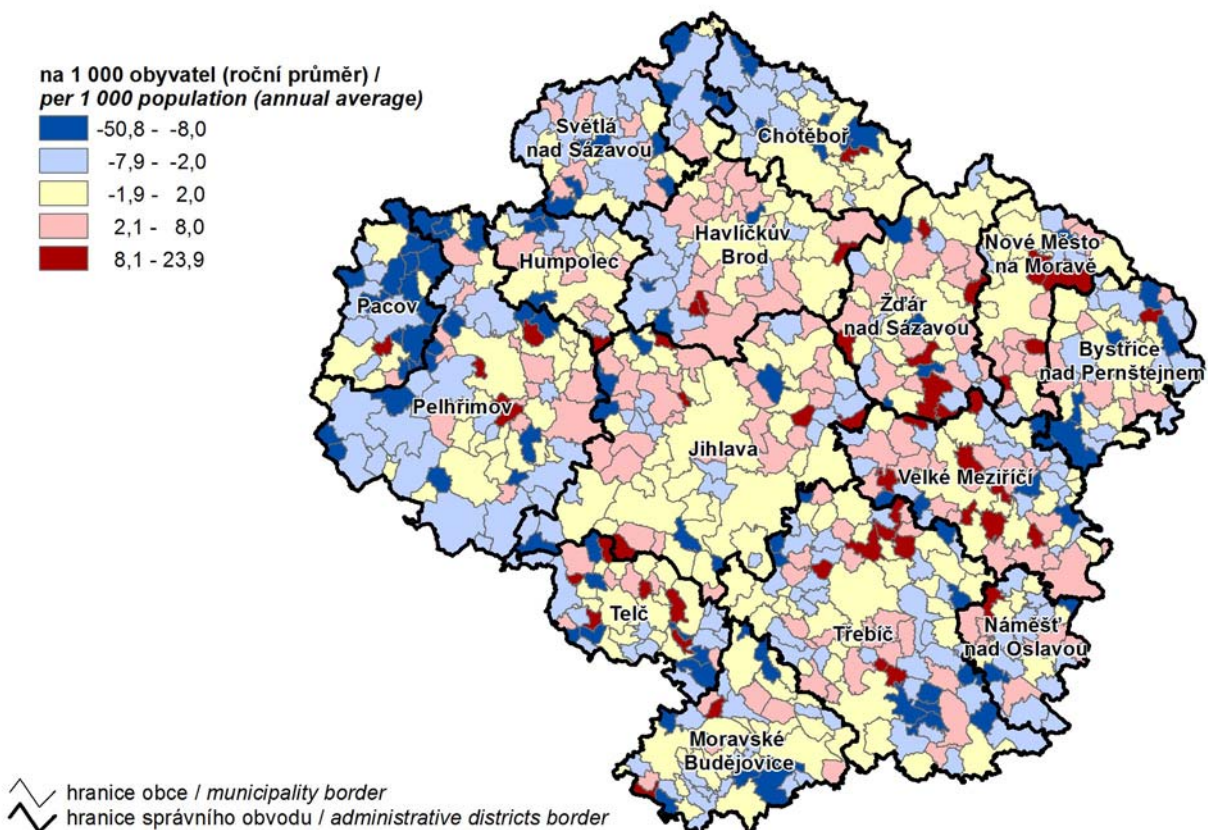 na 1 000 obyvatel (roční průměr) /
per 1 000 population (annual average)
-50,8 - -8,0
-7,9 - -2,0
-1,9 - 2,0
2,1 - 8,0
8,1 - 23,9
Světlá
nad Sázavou
Chotěboř
Havlíčkův
Brod
Humpolec
Nové Město
na Moravě
Pacov
Žďár
nad Sázavou
Bystřice
nad Pernštejnem
Pelhřimov
Jihlava
Velké Meziříčí
Telč
Třebíč
Náměšť
nad Oslavou
Moravské
Budějovice
hranice obce / municipality border
hranice správního obvodu / administrative districts border